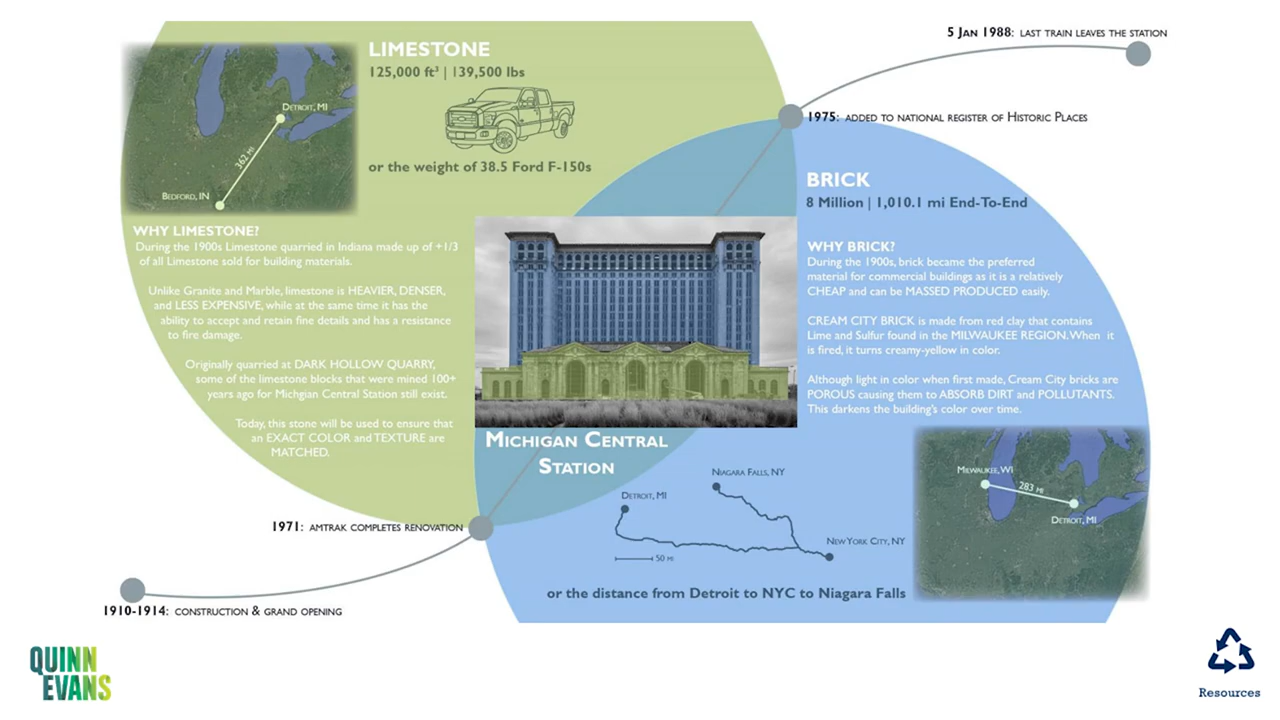 5 JAN 1988: LAST TRAIN LEAVES THE STATION
LIMESTONE
125,000 ft³ | 139,500 lbs
or the weight of 38.5 Ford F-150s
DETROIT, MI
362 MI
BEDFORD, IN
1975: ADDED TO NATIONAL REGISTER OF HISTORIC PLACES
WHY LIMESTONE?
During the 1900s Limestone quarried in Indiana made up of +1/3
of all Limestone sold for building materials.
Unlike Granite and Marble, limestone is HEAVIER, DENSER,
and LESS EXPENSIVE, while at the same time it has the
ability to accept and retain fine details and has a resistance
to fire damage.
Originally quarried at DARK HOLLOW QUARRY,
some of the limestone blocks that were mined 100+
years ago for Michgian Central Station still exist.
Today, this stone will be used to ensure that
an EXACT COLOR and TEXTURE are
MATCHED.
BRICK
8 Million | 1,010.1 mi End-To-End
WHY BRICK?
During the 1900s, brick became the preferred
material for commercial buildings as it is a relatively
CHEAP and can be MASSED PRODUCED easily.
CREAM CITY BRICK is made from red clay that contains
Lime and Sulfur found in the MILWAUKEE REGION. When it
is fired, it turns creamy-yellow in color.
Although light in color when first made, Cream City bricks are
POROUS causing them to ABSORB DIRT and POLLUTANTS.
This darkens the building's color over time.
MICHIGAN CENTRAL
STATION
NIAGARA FALLS, NY
DETROIT, MI
NEW YORK CITY, NY
50 MI
or the distance from Detroit to NYC to Niagara Falls
MILWAUKEE, WI
283 MI
DETROIT, MI
1971: AMTRAK COMPLETES RENOVATION
1910-1914: CONSTRUCTION & GRAND OPENING
QUINN
EVANS
Resources